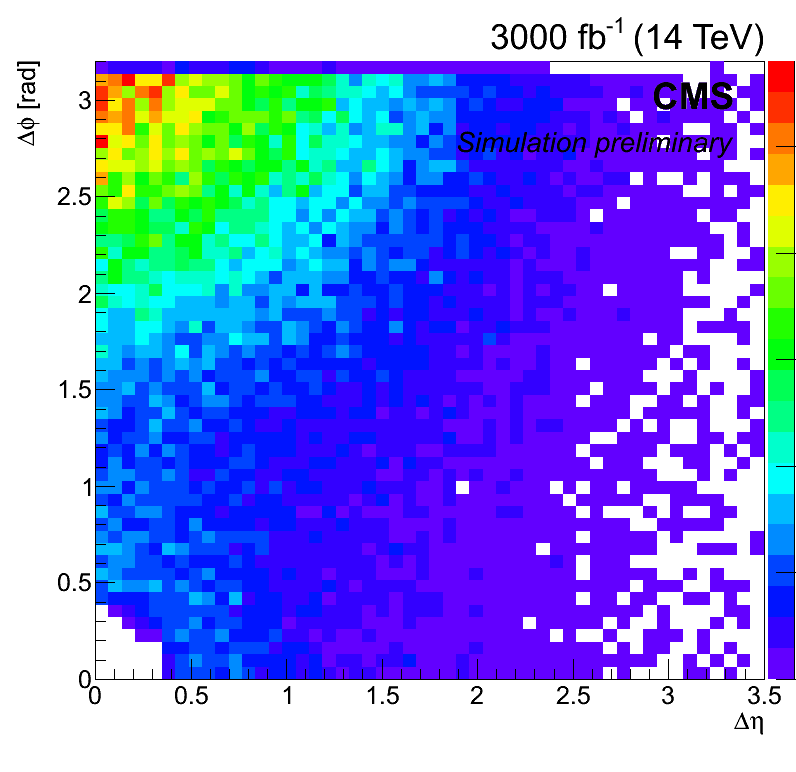 3000 fb⁻¹ (14 TeV)
CMS
Simulation preliminary
Δϕ [rad]
3
2.5
2
1.5
1
0.5
0
0 0.5 1 1.5 2 2.5 3 3.5
Δη